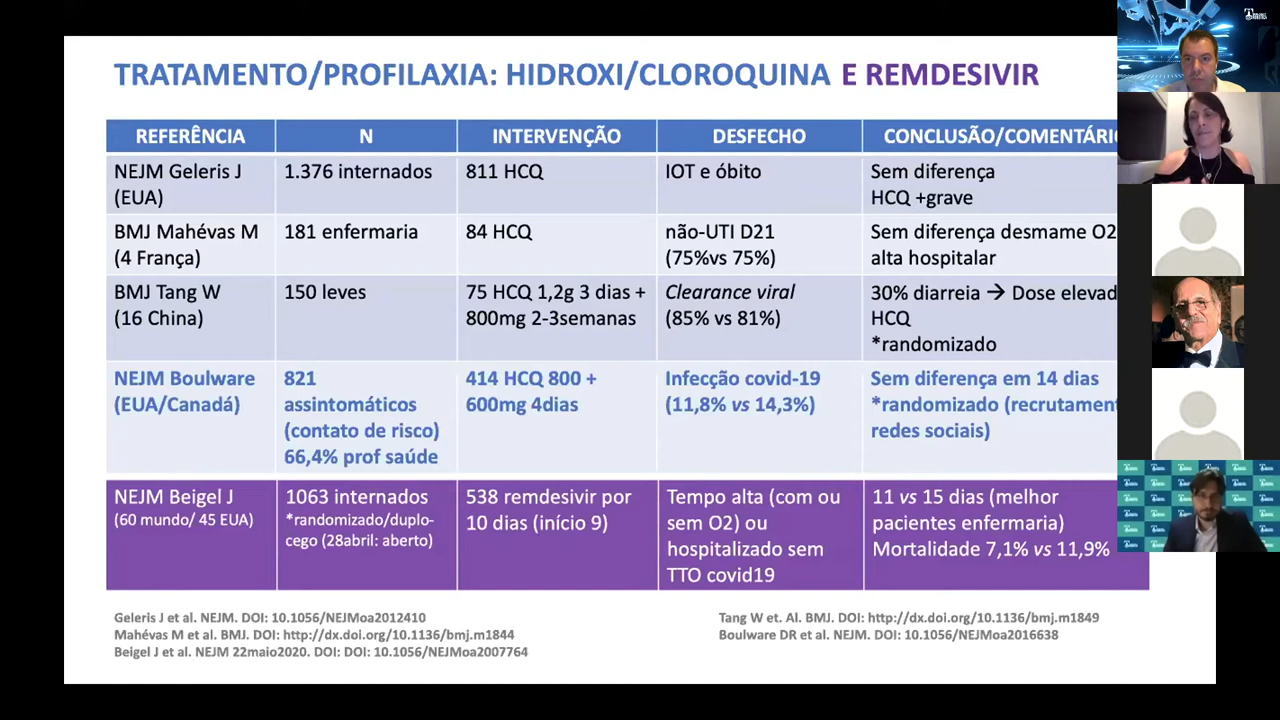 TRATAMENTO/PROFILAXIA: HIDROXI/CLOROQUINA E REMDESIVIR
REFERÊNCIA
N
INTERVENÇÃO
DESFECHO
CONCLUSÃO/COMENTÁRI
NEJM Geleris J
(EUA)
1.376 internados
811 HCQ
IOT e óbito
Sem diferença
HCQ +grave
BMJ Mahévas M
(4 França)
181 enfermaria
84 HCQ
não-UTI D21
(75%vs 75%)
Sem diferença desmame O2
alta hospitalar
BMJ Tang W
(16 China)
150 leves
75 HCQ 1,2g 3 dias +
800mg 2-3semanas
Clearance viral
(85% vs 81%)
30% diarreia → Dose elevad
HCQ
*randomizado
NEJM Boulware
(EUA/Canadá)
821
assintomáticos
(contato de risco)
66,4% prof saúde
414 HCQ 800 +
600mg 4dias
Infecção covid-19
(11,8% vs 14,3%)
Sem diferença em 14 dias
*randomizado (recrutament
redes sociais)
NEJM Beigel J
(60 mundo/ 45 EUA)
1063 internados
*randomizado/duplo-
cego (28abril: aberto)
538 remdesivir por
10 dias (início 9)
Tempo alta (com ou
sem O2) ou
hospitalizado sem
TTO covid19
11 vs 15 dias (melhor
pacientes enfermaria)
Mortalidade 7,1% vs 11,9%
Geleris J et al. NEJM. DOI: 10.1056/NEJMoa2012410
Mahévas M et al. BMJ. DOI: http://dx.doi.org/10.1136/bmj.m1844
Beigel J et al. NEJM 22maio2020. DOI: DOI: 10.1056/NEJMoa2007764
Tang W et. Al. BMJ. DOI: http://dx.doi.org/10.1136/bmj.m1849
Boulware DR et al. NEJM. DOI: 10.1056/NEJMoa2016638